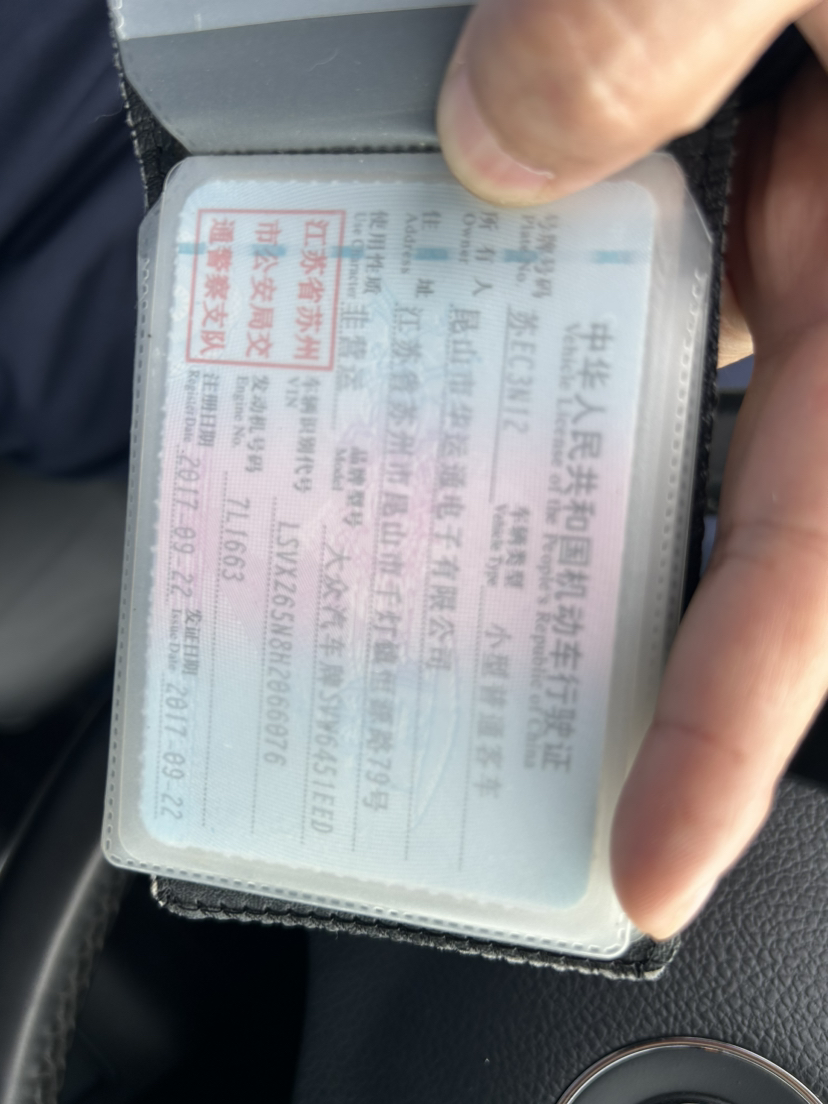 中华人民共和国机动车行驶证
Vehicle License of the People's Republic of China
号牌号码 苏EC3N12 车辆类型 小型普通客车
Plate No. Vehicle Type
所有人 昆山市华运通电子有限公司
Owner
住址 江苏省苏州市昆山市千灯镇石浦路79号
Address
使用性质 非营运 品牌型号 大众汽车牌SVW6451EED
Use Character Model
江苏省苏州
市公安局交
通警察支队
车辆识别代号 LSVX265N8H2066076
VIN
发动机号码 7L1663
Engine No.
注册日期 2017-09-22 发证日期 2017-09-22
Register Date Issue Date